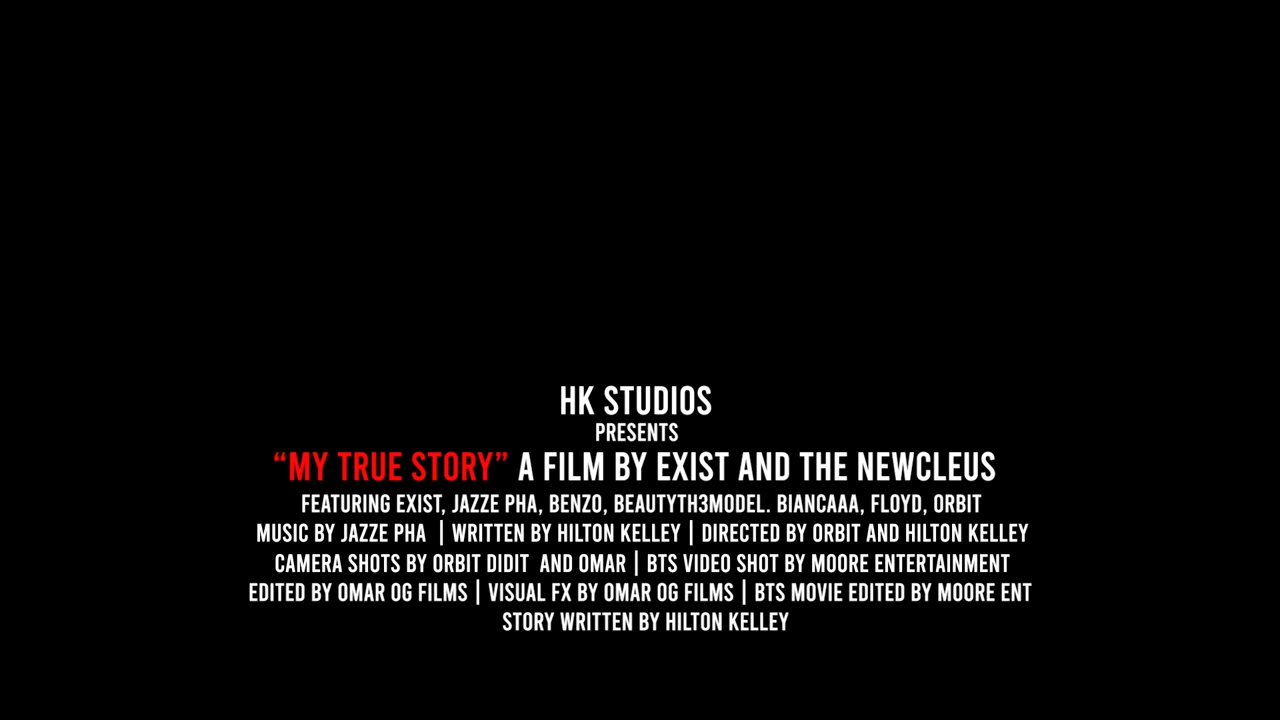 HK STUDIOS
PRESENTS
“MY TRUE STORY” A FILM BY EXIST AND THE NEWCLEUS
FEATURING EXIST, JAZZE PHA, BENZO, BEAUTYTH3MODEL. BIANCAAA, FLOYD, ORBIT
MUSIC BY JAZZE PHA | WRITTEN BY HILTON KELLEY | DIRECTED BY ORBIT AND HILTON KELLEY
CAMERA SHOTS BY ORBIT DIDIT AND OMAR | BTS VIDEO SHOT BY MOORE ENTERTAINMENT
EDITED BY OMAR OG FILMS | VISUAL FX BY OMAR OG FILMS | BTS MOVIE EDITED BY MOORE ENT
STORY WRITTEN BY HILTON KELLEY